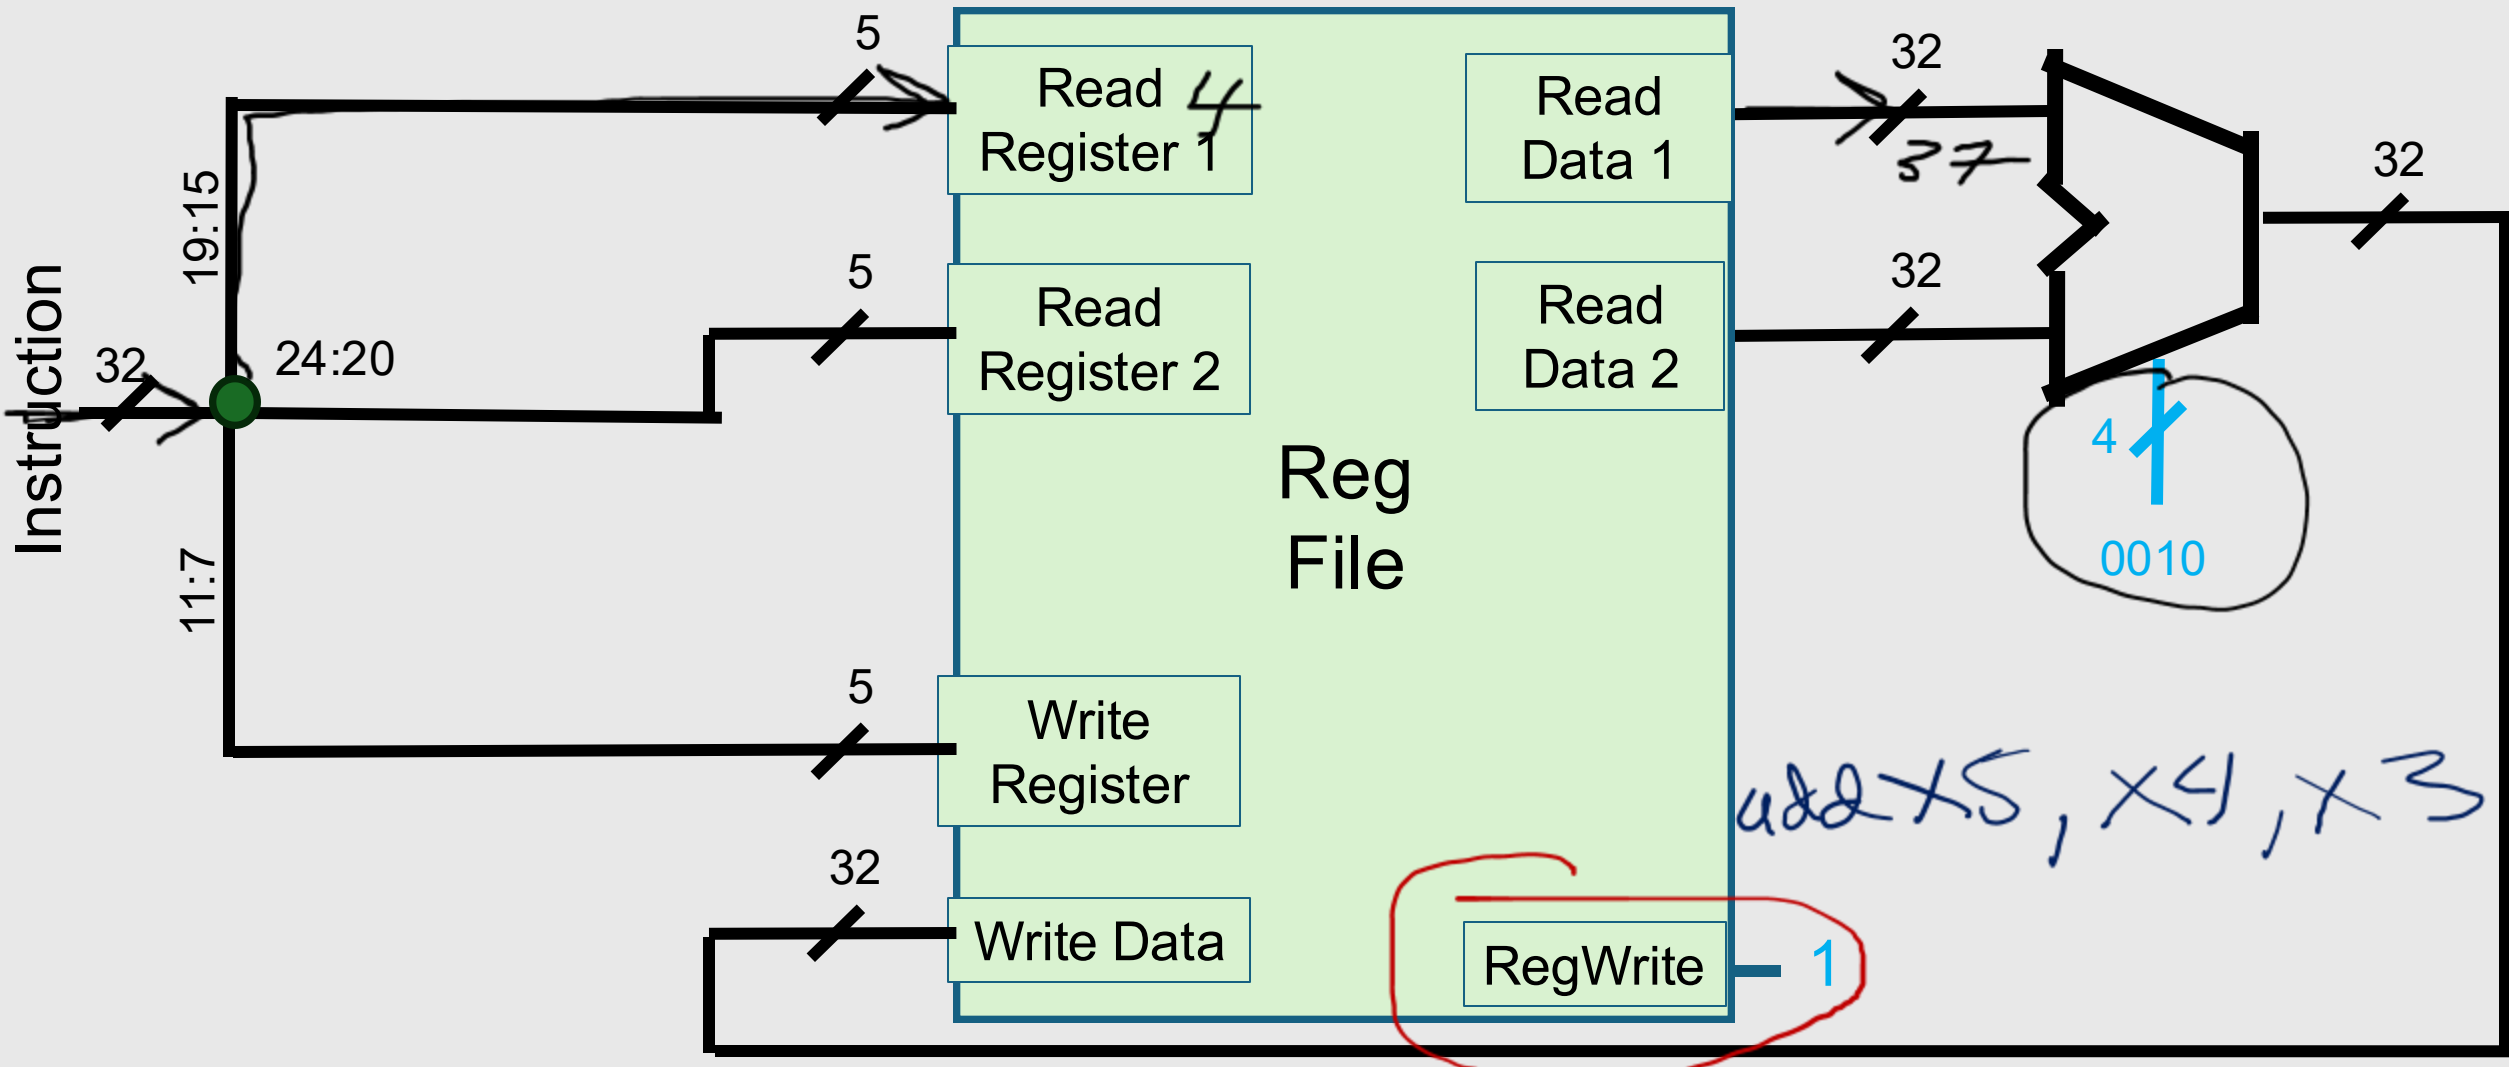 Instruction
32
19:15
24:20
11:7
5
Read
Register 1
4
5
Read
Register 2
5
Write
Register
32
Write Data
Reg
File
Read
Data 1
Read
Data 2
RegWrite
1
32
37
32
32
4
0010
add x5, x4, x3